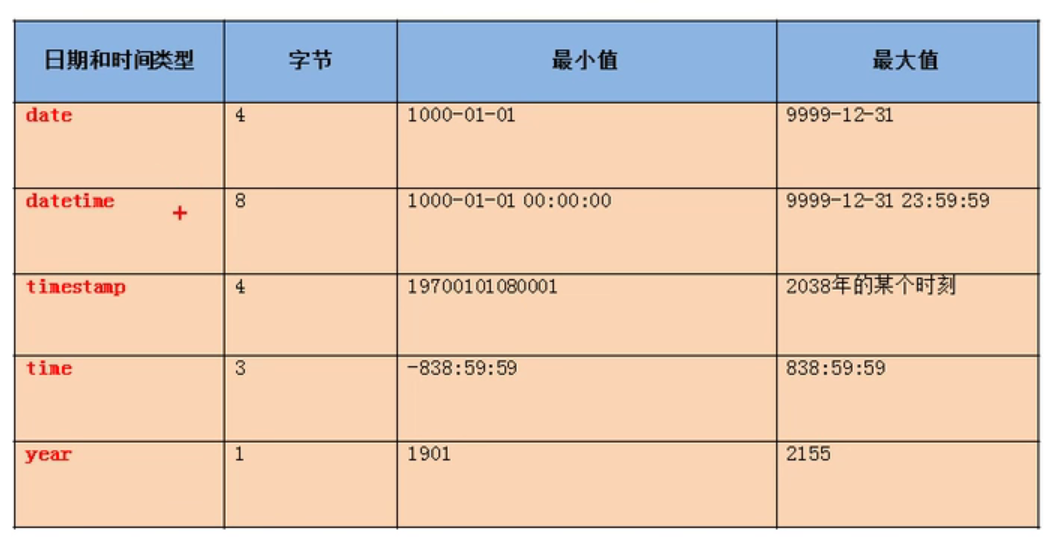 日期和时间类型 字节 最小值 最大值
date 4 1000-01-01 9999-12-31
datetime 8 1000-01-01 00:00:00 9999-12-31 23:59:59
timestamp 4 19700101080001 2038年的某个时刻
time 3 -838:59:59 838:59:59
year 1 1901 2155